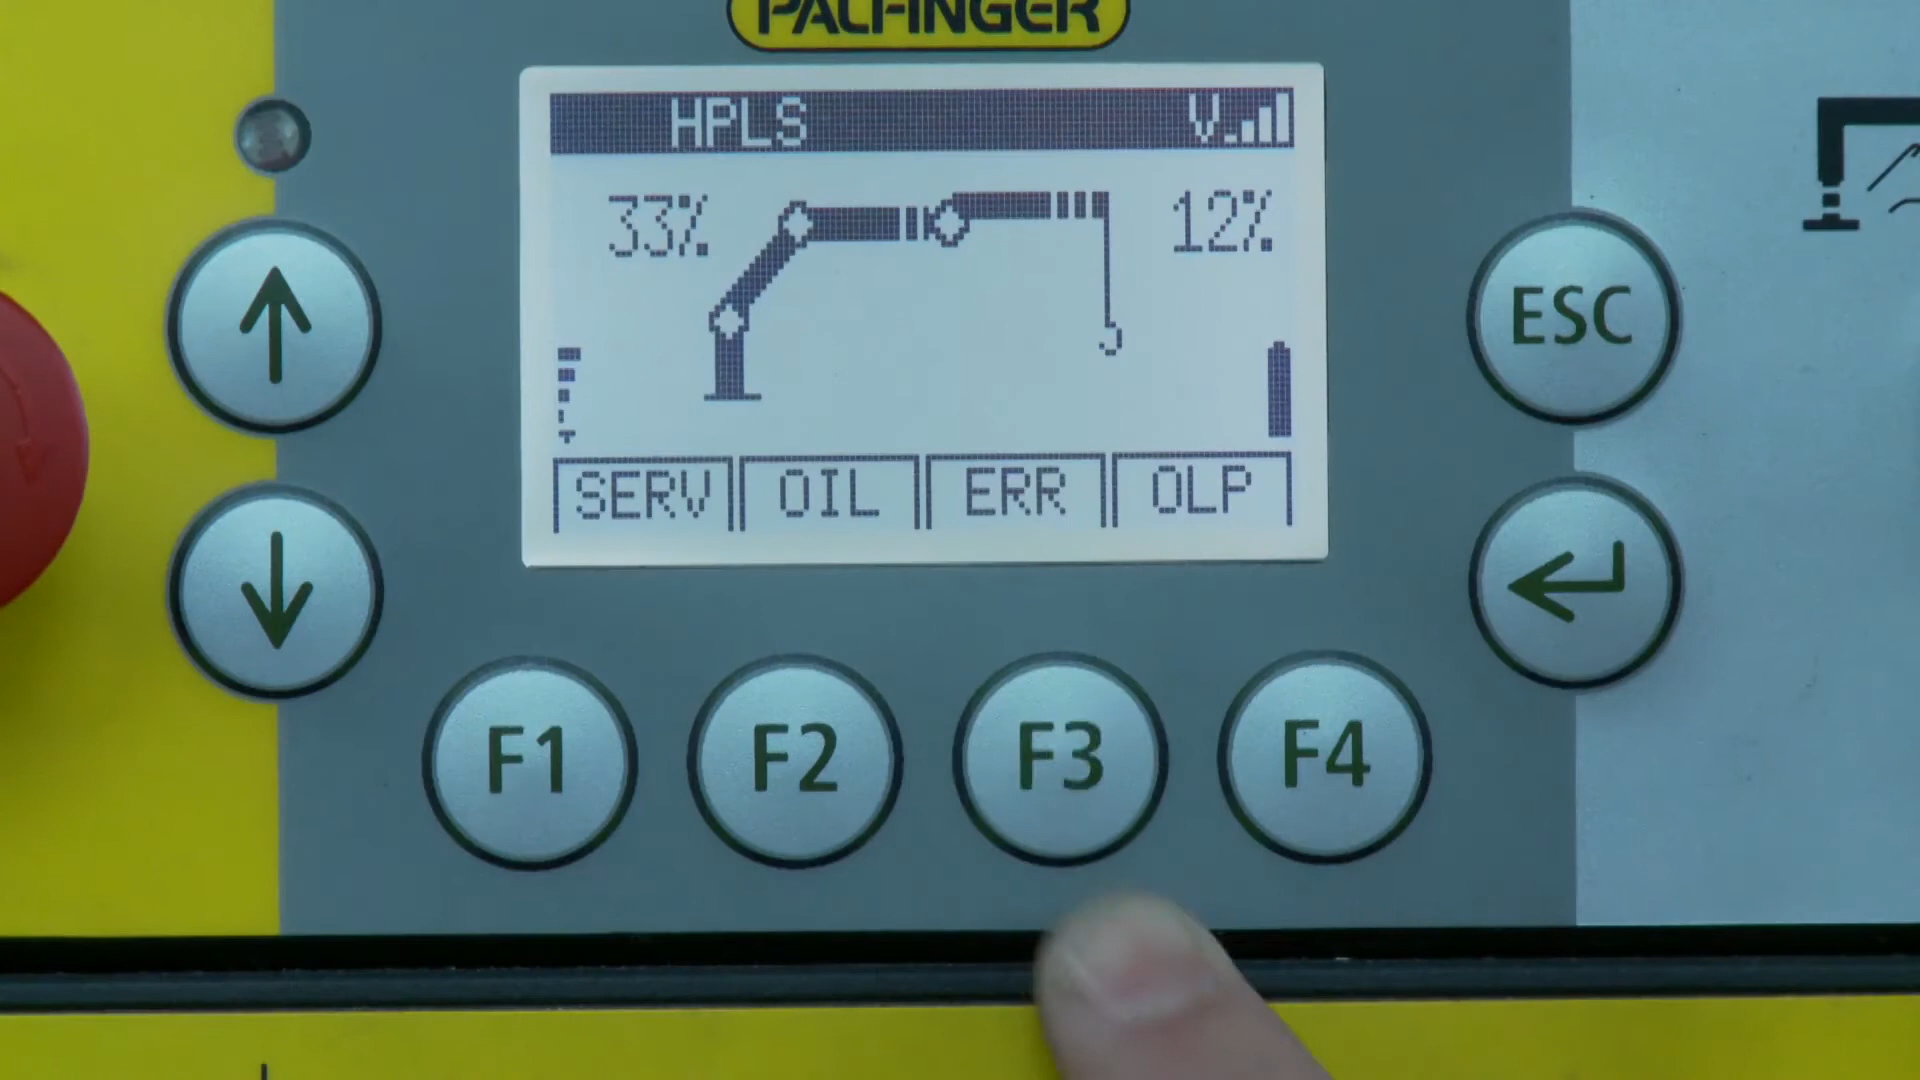 PALFINGER
HPLS V
33% 12%
SERV OIL ERR OLP
ESC
F1 F2 F3 F4